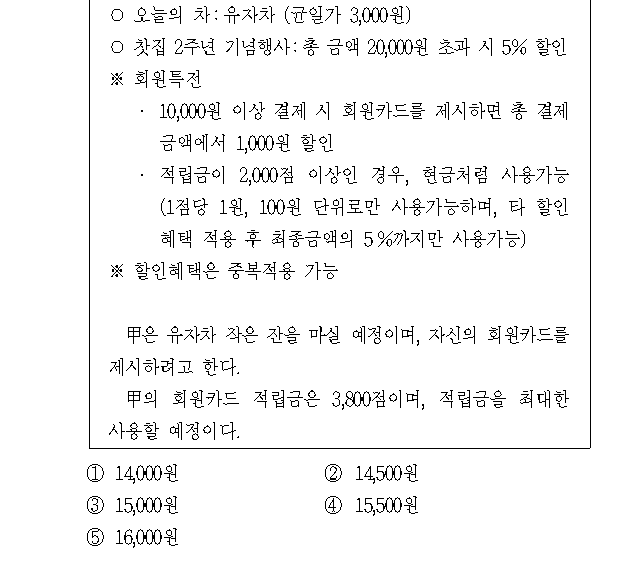 ○ 오늘의 차: 유자차 (균일가 3,000원)
○ 찻집 2주년 기념행사: 총 금액 20,000원 초과 시 5% 할인
※ 회원특전
· 10,000원 이상 결제 시 회원카드를 제시하면 총 결제
금액에서 1,000원 할인
· 적립금이 2,000점 이상인 경우, 현금처럼 사용가능
(1점당 1원, 100원 단위로만 사용가능하며, 타 할인
혜택 적용 후 최종금액의 5%까지만 사용가능)
※ 할인혜택은 중복적용 가능
甲은 유자차 작은 잔을 마실 예정이며, 자신의 회원카드를
제시하려고 한다.
甲의 회원카드 적립금은 3,800점이며, 적립금을 최대한
사용할 예정이다.
① 14,000원 ② 14,500원
③ 15,000원 ④ 15,500원
⑤ 16,000원